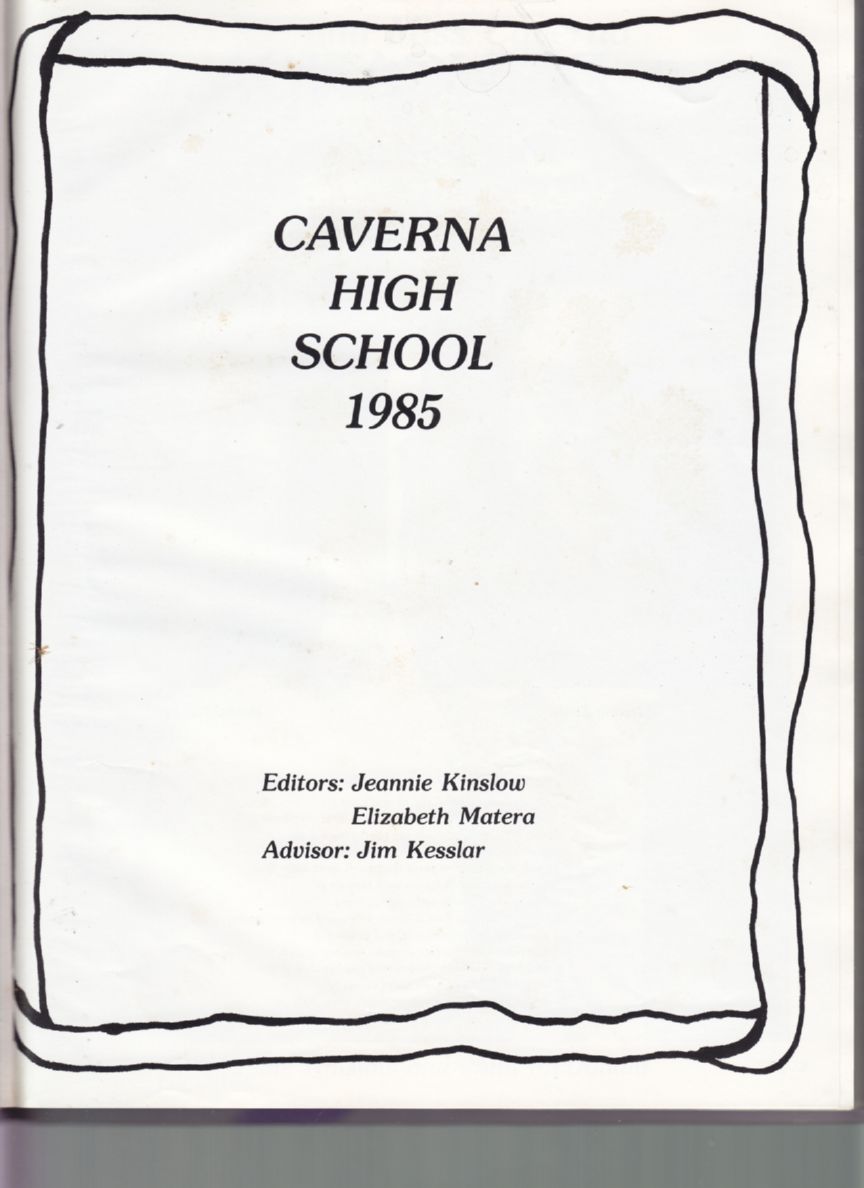 CAVERNA
HIGH
SCHOOL
1985
Editors: Jeannie Kinslow
Elizabeth Matera
Advisor: Jim Kesslar